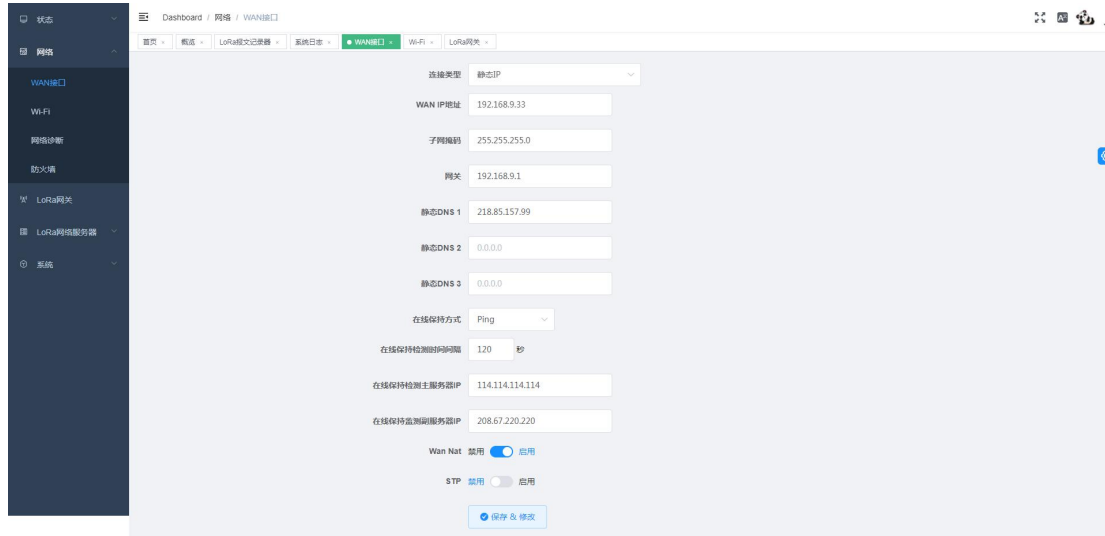 状态
网络
WAN接口
Wi-Fi
网络诊断
防火墙
LoRa网关
LoRa网络服务器
系统
Dashboard / 网络 / WAN接口
首页 × 概览 × LoRa报文记录器 × 系统日志 × WAN接口 × Wi-Fi × LoRa网关 ×
连接类型 静态IP
WAN IP地址 192.168.9.33
子网掩码 255.255.255.0
网关 192.168.9.1
静态DNS 1 218.85.157.99
静态DNS 2 0.0.0.0
静态DNS 3 0.0.0.0
在线保持方式 Ping
在线保持检测时间间隔 120 秒
在线保持检测主服务器IP 114.114.114.114
在线保持监测副服务器IP 208.67.220.220
Wan Nat 禁用 启用
STP 禁用 启用
保存 & 修改